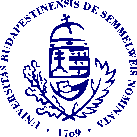 UNIVERSITAS BUDAPESTINENSIS DE SEMMELWEIS NOMINATA
· 1769 ·